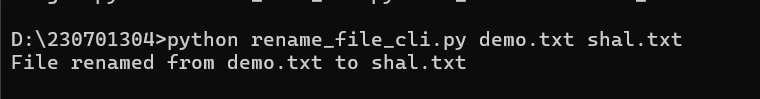 D:\230701304>python rename_file_cli.py demo.txt shal.txt
File renamed from demo.txt to shal.txt